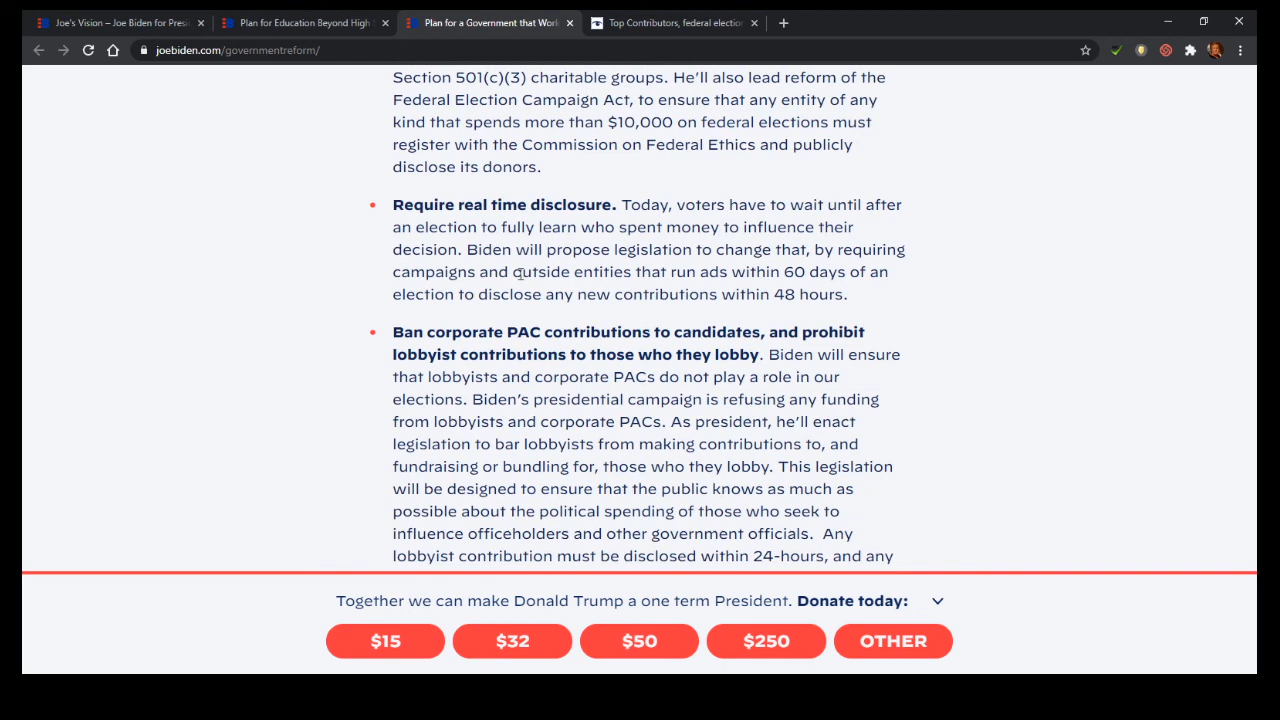 Joe's Vision – Joe Biden for Presi
Plan for Education Beyond High S
Plan for a Government that Work
Top Contributors, federal election
joebiden.com/governmentreform/
Section 501(c)(3) charitable groups. He'll also lead reform of the
Federal Election Campaign Act, to ensure that any entity of any
kind that spends more than $10,000 on federal elections must
register with the Commission on Federal Ethics and publicly
disclose its donors.
• Require real time disclosure. Today, voters have to wait until after
an election to fully learn who spent money to influence their
decision. Biden will propose legislation to change that, by requiring
campaigns and outside entities that run ads within 60 days of an
election to disclose any new contributions within 48 hours.
• Ban corporate PAC contributions to candidates, and prohibit
lobbyist contributions to those who they lobby. Biden will ensure
that lobbyists and corporate PACs do not play a role in our
elections. Biden's presidential campaign is refusing any funding
from lobbyists and corporate PACs. As president, he'll enact
legislation to bar lobbyists from making contributions to, and
fundraising or bundling for, those who they lobby. This legislation
will be designed to ensure that the public knows as much as
possible about the political spending of those who seek to
influence officeholders and other government officials. Any
lobbyist contribution must be disclosed within 24-hours, and any
Together we can make Donald Trump a one term President. Donate today:
$15
$32
$50
$250
OTHER